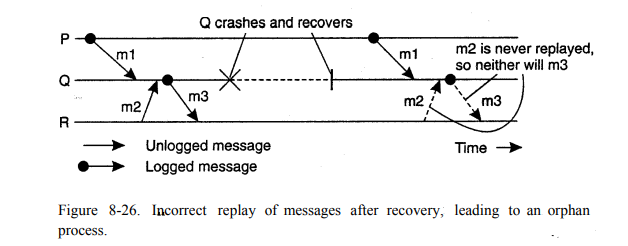 Q crashes and recovers
P
m1
m1
m2 is never replayed,
so neither will m3
Q
m2
m3
m2
m3
R
Unlogged message
Time
Logged message
Figure 8-26. Incorrect replay of messages after recovery, leading to an orphan
process.